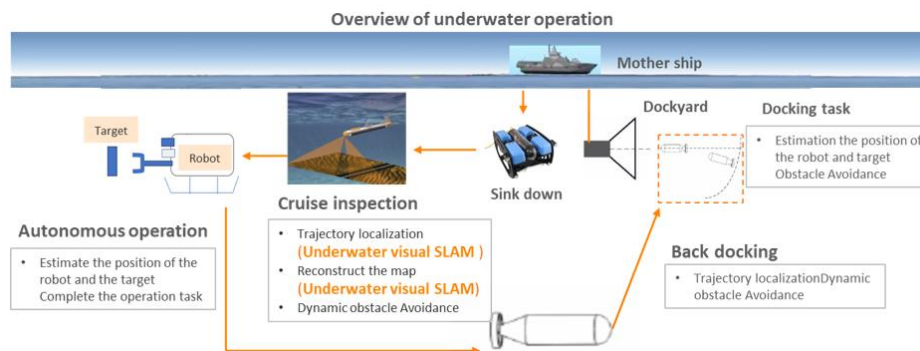 Overview of underwater operation
Mother ship
Dockyard
Docking task
• Estimation the position of
the robot and target
Obstacle Avoidance
Target
Robot
Sink down
Cruise inspection
• Trajectory localization
(Underwater visual SLAM )
• Reconstruct the map
(Underwater visual SLAM)
• Dynamic obstacle Avoidance
Autonomous operation
• Estimate the position of the
robot and the target
Complete the operation task
Back docking
• Trajectory localizationDynamic
obstacle Avoidance